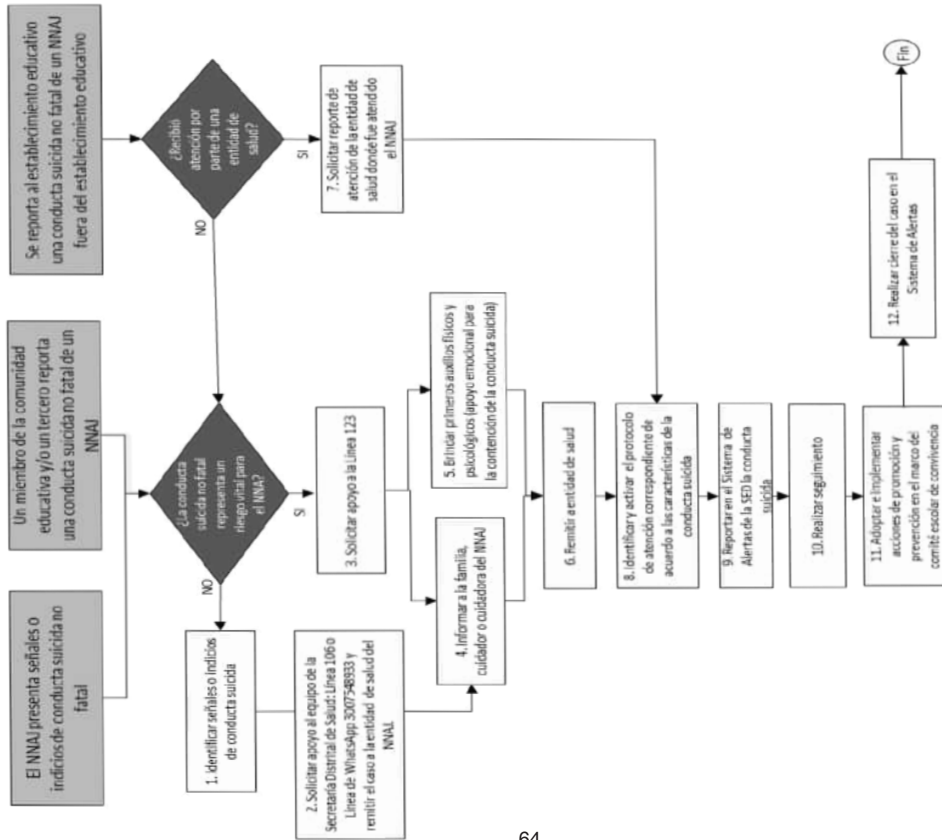 El NNAJ presenta señales o
indicios de conducta suicida no
fatal
Un miembro de la comunidad
educativa y/o un tercero reporta
una conducta suicida no fatal de un
NNAJ
Se reporta al establecimiento educativo
una conducta suicida no fatal de un NNAJ
fuera del establecimiento educativo
¿La conducta
suicida no fatal
representa un
riesgo vital para
el NNA?
¿Recibió
atención por
parte de una
entidad de
salud?
NO
SI
NO
SI
1. Identificar señales o indicios
de conducta suicida
2. Solicitar apoyo al equipo de la
Secretaría Distrital de Salud: Línea 106 o
Línea de WhatsApp 3007548933 y
remitir el caso a la entidad de salud del
NNAJ.
3. Solicitar apoyo a la Línea 123
4. Informar a la familia,
cuidador o cuidadora del NNAJ
5. Brindar primeros auxilios físicos y
psicológicos (apoyo emocional para
la contención de la conducta suicida)
6. Remitir a entidad de salud
7. Solicitar reporte de
atención de la entidad de
salud donde fue atendido
el NNAJ
8. Identificar y activar el protocolo
de atención correspondiente de
acuerdo a las características de la
conducta suicida
9. Reportar en el Sistema de
Alertas de la SED la conducta
suicida
10. Realizar seguimiento
11. Adoptar e implementar
acciones de promoción y
prevención en el marco del
comité escolar de convivencia
12. Realizar cierre del caso en el
Sistema de Alertas
Fin
64